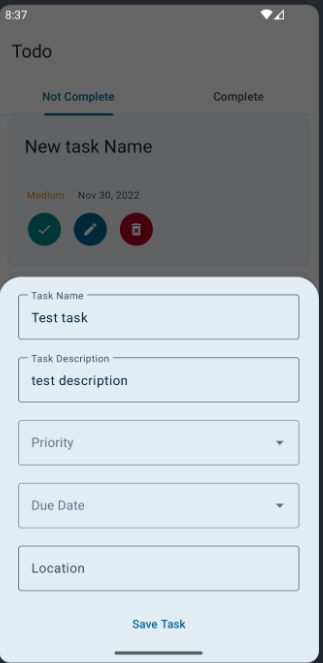 8:37
Todo
Not Complete
Complete
New task Name
Medium
Nov 30, 2022
Task Name
Test task
Task Description
test description
Priority
Due Date
Location
Save Task